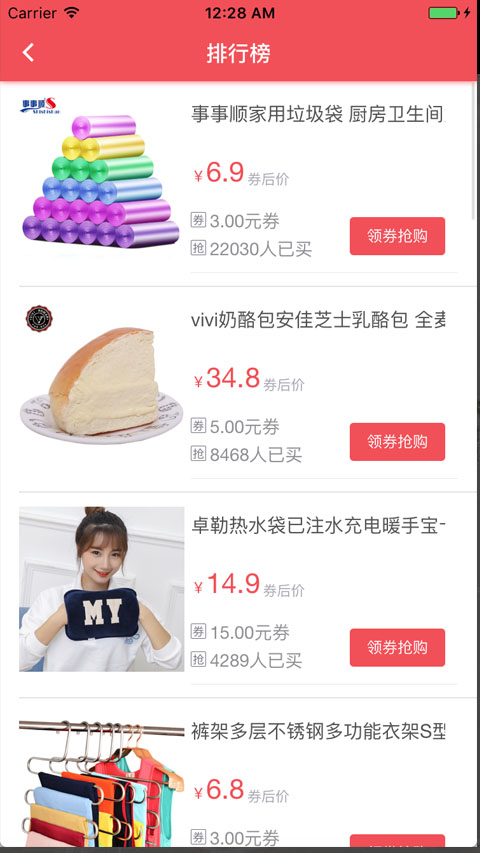 Carrier 12:28 AM
排行榜
事事顺
ShiShiShun
事事顺家用垃圾袋 厨房卫生间
¥6.9 券后价
券 3.00元券
抢 22030人已买
领券抢购
vivi奶酪包安佳芝士乳酪包 全麦
¥34.8 券后价
券 5.00元券
抢 8468人已买
领券抢购
卓勒热水袋已注水充电暖手宝
MY
¥14.9 券后价
券 15.00元券
抢 4289人已买
领券抢购
裤架多层不锈钢多功能衣架S型
¥6.8 券后价
券 3.00元券